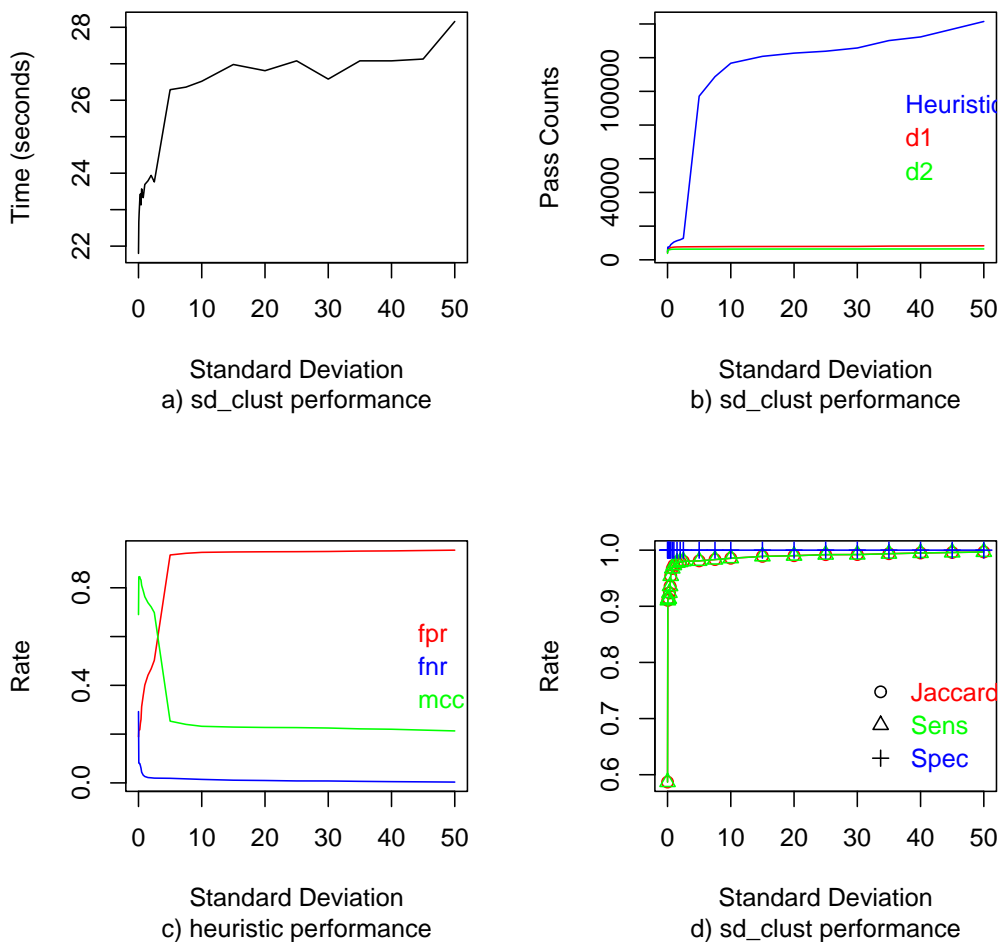 28
26
24
22
Time (seconds)
0 10 20 30 40 50
Standard Deviation
a) sd_clust performance
100000
40000
0
Pass Counts
Heuristic
d1
d2
0 10 20 30 40 50
Standard Deviation
b) sd_clust performance
0.8
0.4
0.0
Rate
fpr
fnr
mcc
0 10 20 30 40 50
Standard Deviation
c) heuristic performance
1.0
0.9
0.8
0.7
0.6
Rate
Jaccard
Sens
Spec
0 10 20 30 40 50
Standard Deviation
d) sd_clust performance